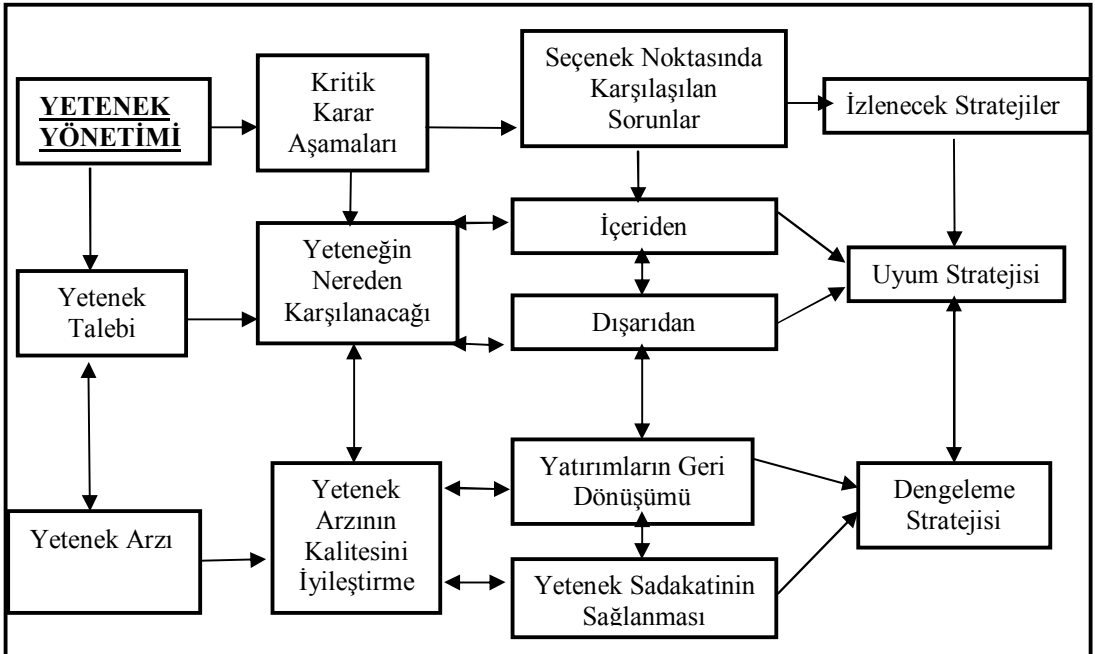 YETENEK
YÖNETİMİ
Kritik
Karar
Aşamaları
Seçenek Noktasında
Karşılaşılan
Sorunlar
İzlenecek Stratejiler
Yetenek
Talebi
Yeteneğin
Nereden
Karşılanacağı
İçeriden
Dışarıdan
Uyum Stratejisi
Yetenek Arzı
Yetenek
Arzının
Kalitesini
İyileştirme
Yatırımların Geri
Dönüşümü
Yetenek Sadakatinin
Sağlanması
Dengeleme
Stratejisi